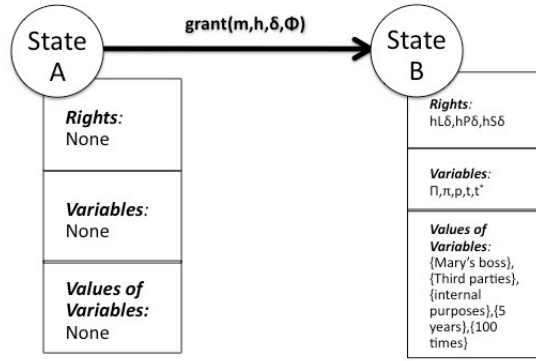 grant(m,h,δ,Φ)
State
A
State
B
Rights:
None
Variables:
None
Values of
Variables:
None
Rights:
hLδ,hPδ,hSδ
Variables:
Π,π,p,t,t*
Values of
Variables:
{Mary's boss},
{Third parties},
{internal
purposes},{5
years},{100
times}